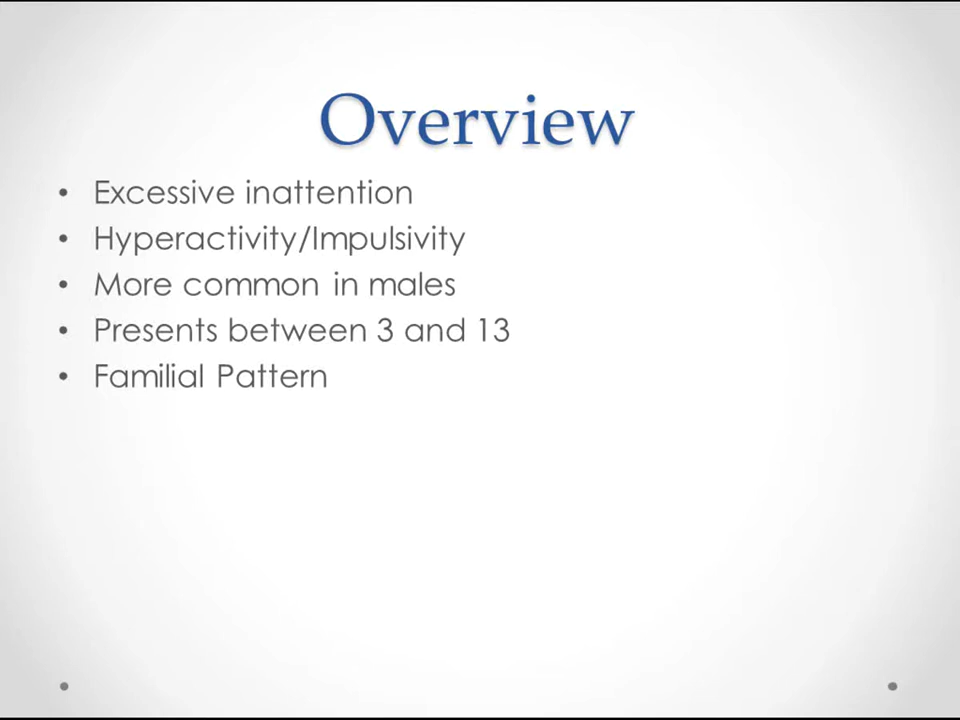 Overview
• Excessive inattention
• Hyperactivity/Impulsivity
• More common in males
• Presents between 3 and 13
• Familial Pattern